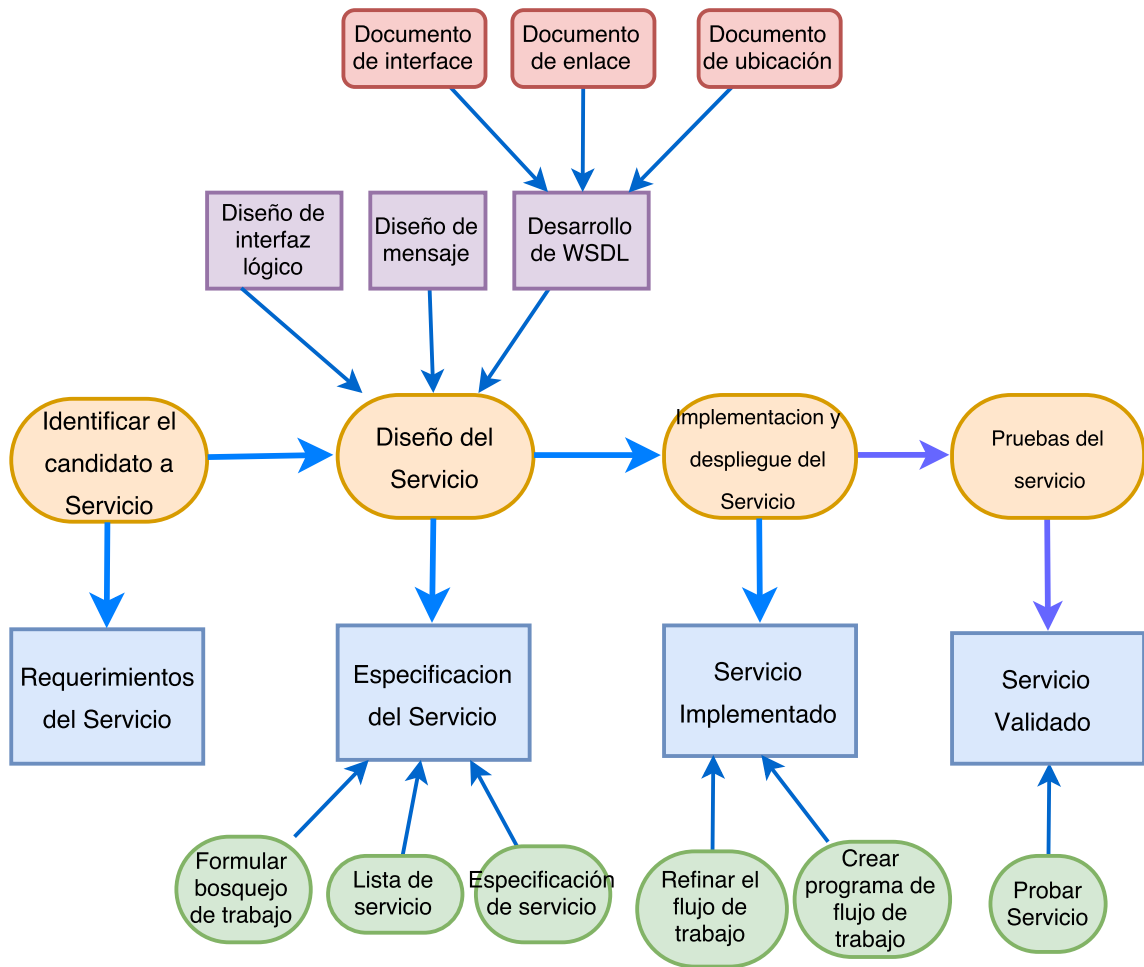 Documento
de interface
Documento
de enlace
Documento
de ubicación
Diseño de
interfaz
lógico
Diseño de
mensaje
Desarrollo
de WSDL
Identificar el
candidato a
Servicio
Diseño del
Servicio
Implementacion y
despliegue del
Servicio
Pruebas del
servicio
Requerimientos
del Servicio
Especificacion
del Servicio
Servicio
Implementado
Servicio
Validado
Formular
bosquejo
de trabajo
Lista de
servicio
Especificación
de servicio
Refinar el
flujo de
trabajo
Crear
programa de
flujo de
trabajo
Probar
Servicio